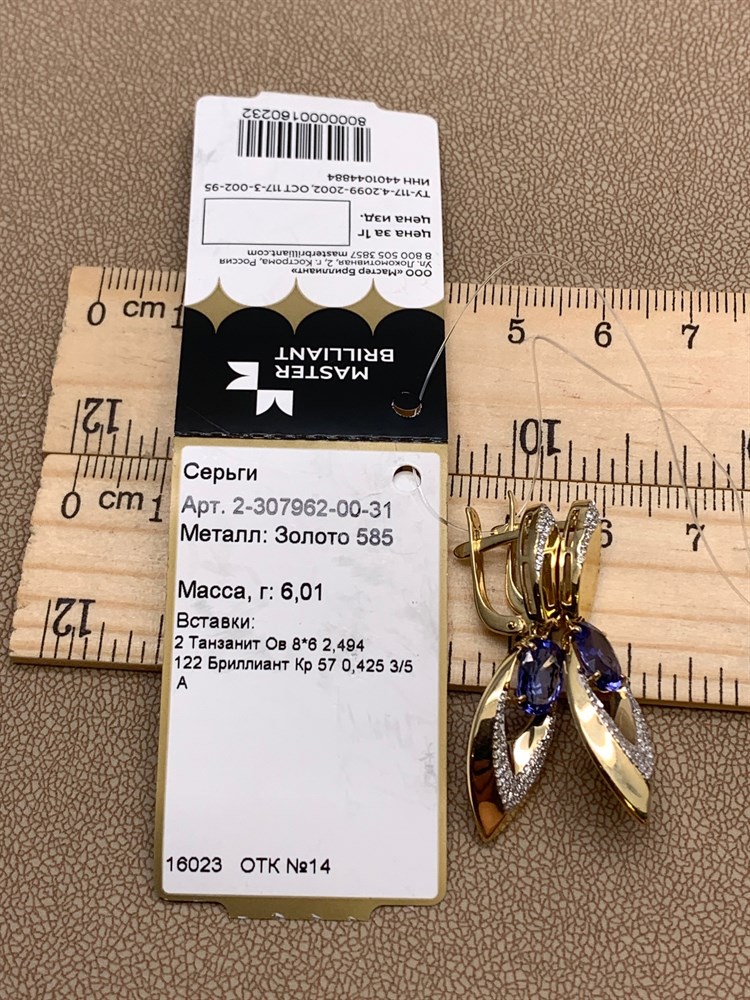 8000000160232
ТУ-117-4.2099-2002, ОСТ 117-3-002-95
ИНН 4401044884
цена за 1г
цена изд.
ООО «Мастер Бриллиант»
Ул. Локомотивная, 2, г. Кострома, Россия
8 800 505 3857 masterbrilliant.com
MASTER
BRILLIANT
Серьги
Арт. 2-307962-00-31
Металл: Золото 585
Масса, г: 6,01
Вставки:
2 Танзанит Ов 8*6 2,494
122 Бриллиант Кр 57 0,425 3/5
А
16023 ОТК №14
0 cm 1 5 6 7
12 10
0 cm 1 6 7
12